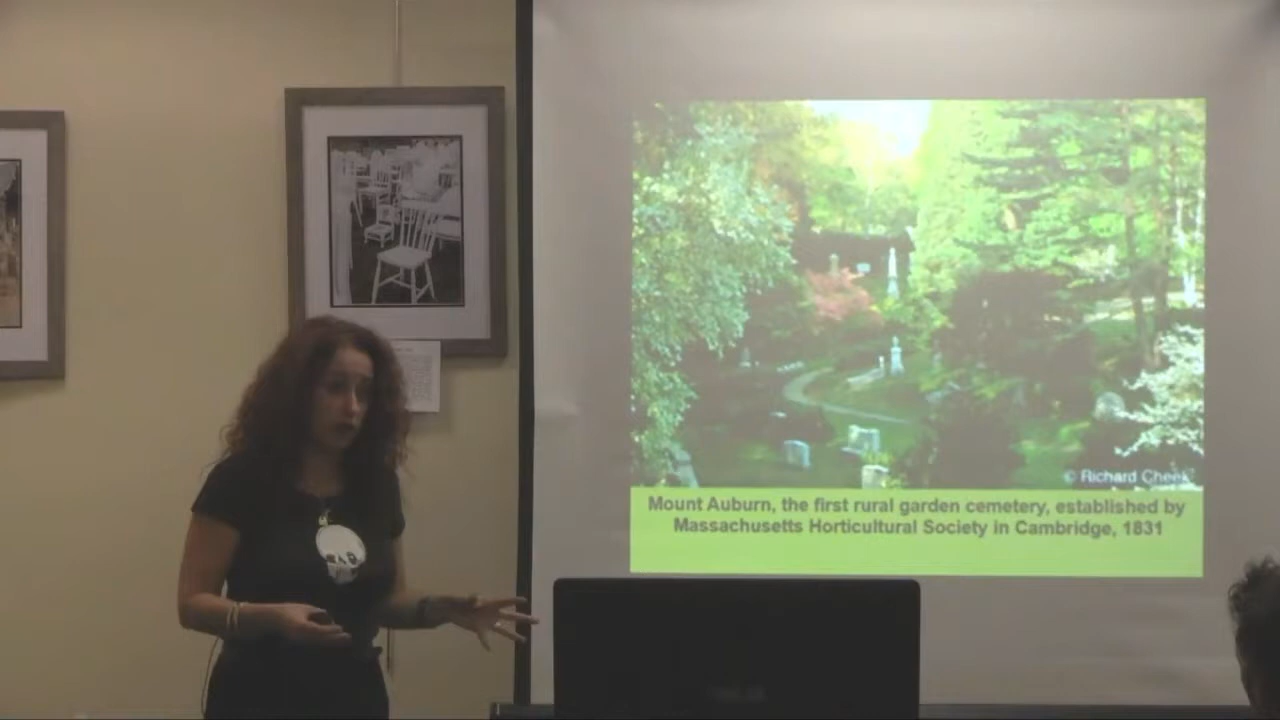 © Richard Cheek
Mount Auburn, the first rural garden cemetery, established by
Massachusetts Horticultural Society in Cambridge, 1831